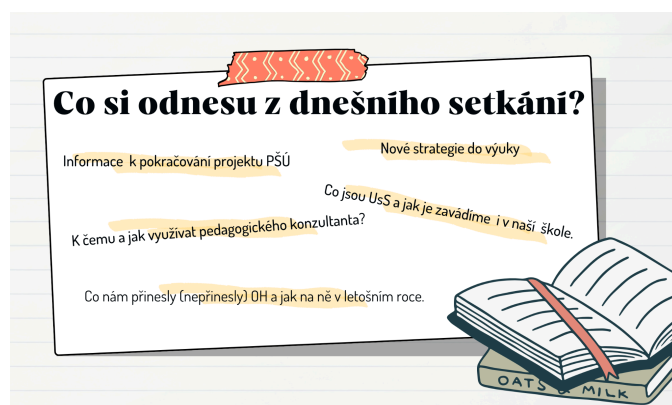 Co si odnesu z dnešního setkání?
Informace k pokračování projektu PŠÚ
Nové strategie do výuky
Co jsou UsS a jak je zavádíme i v naší škole.
K čemu a jak využívat pedagogického konzultanta?
Co nám přinesly (nepřinesly) OH a jak na ně v letošním roce.
OATS & MILK